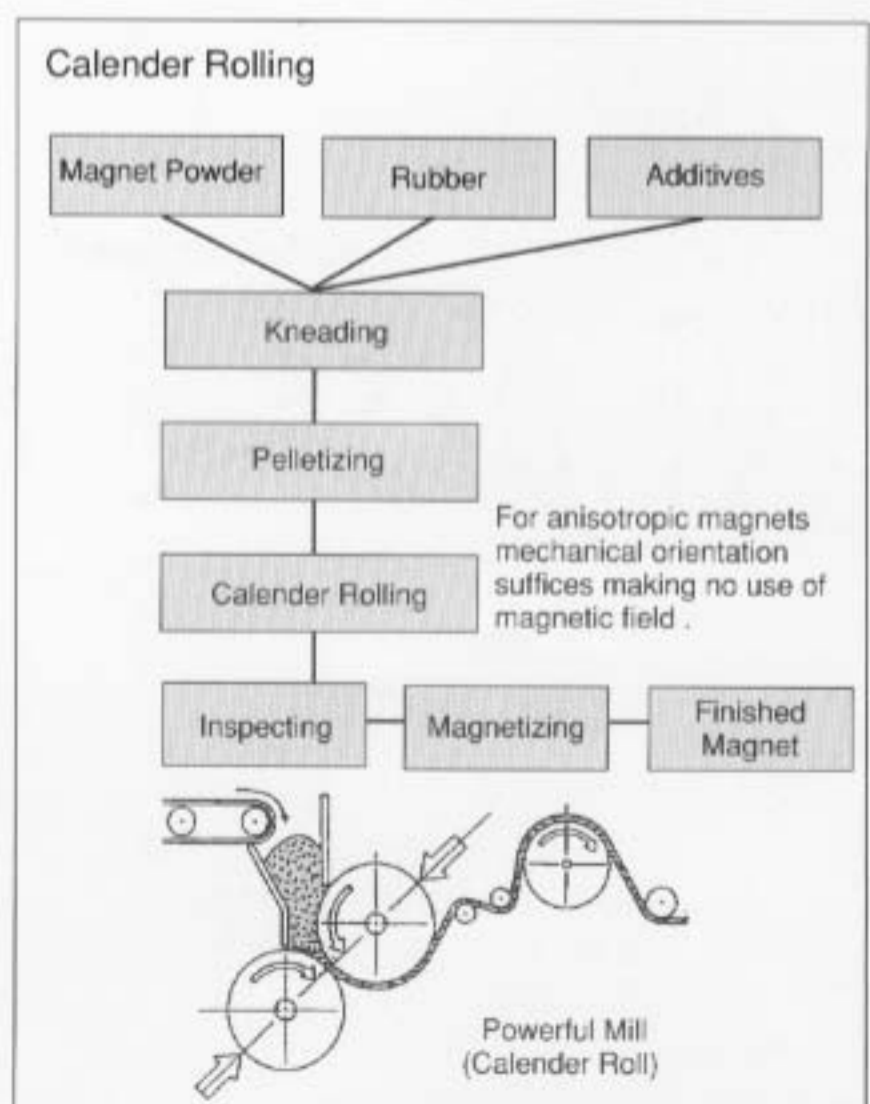 Calender Rolling
Magnet Powder
Rubber
Additives
Kneading
Pelletizing
For anisotropic magnets
mechanical orientation
suffices making no use of
magnetic field .
Calender Rolling
Inspecting
Magnetizing
Finished
Magnet
Powerful Mill
(Calender Roll)